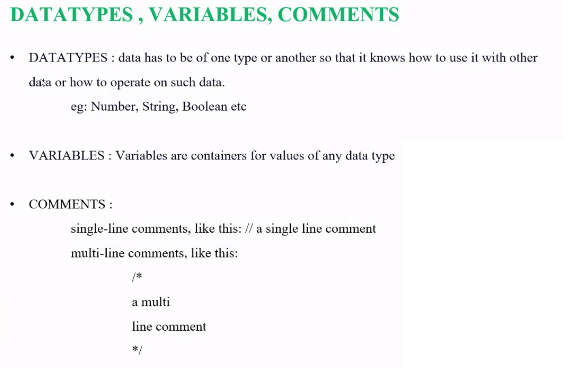 DATATYPES , VARIABLES, COMMENTS
• DATATYPES : data has to be of one type or another so that it knows how to use it with other
data or how to operate on such data.
eg: Number, String, Boolean etc
• VARIABLES : Variables are containers for values of any data type
• COMMENTS :
single-line comments, like this: // a single line comment
multi-line comments, like this:
/*
a multi
line comment
*/